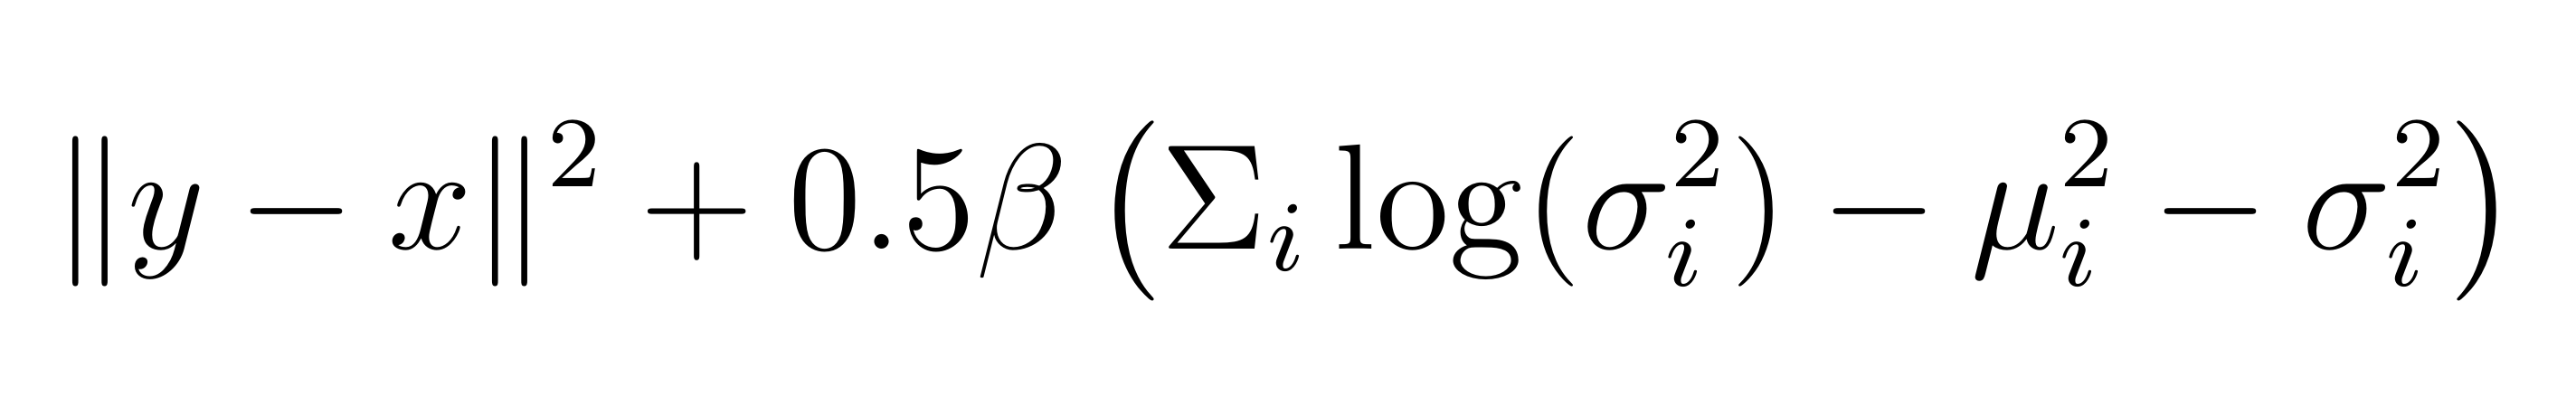 ‖y − x‖² + 0.5β (Σᵢ log(σᵢ²) − μᵢ² − σᵢ²)